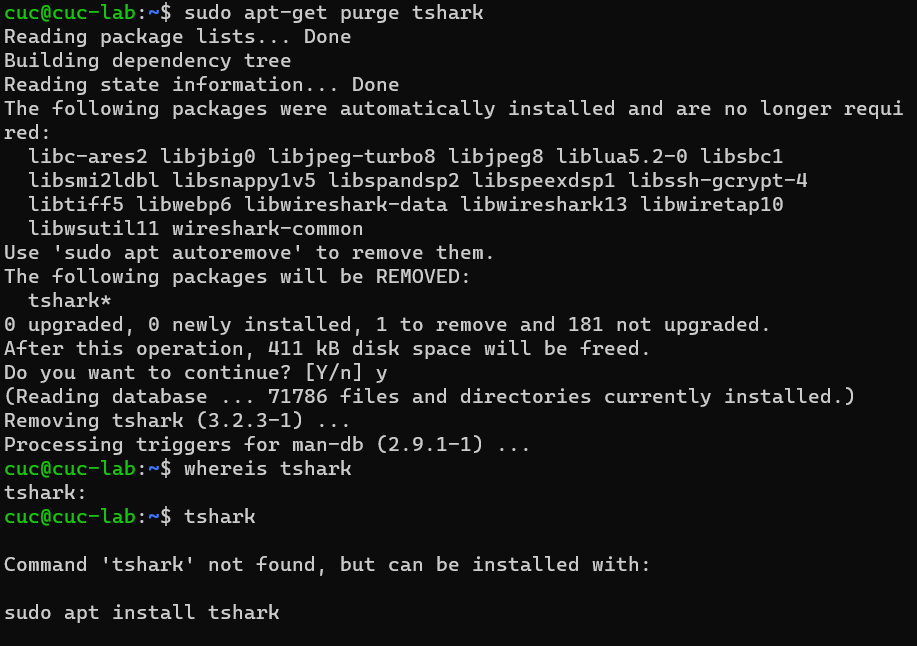 cuc@cuc-lab:~$ sudo apt-get purge tshark
Reading package lists... Done
Building dependency tree
Reading state information... Done
The following packages were automatically installed and are no longer requi
red:
  libc-ares2 libjbig0 libjpeg-turbo8 libjpeg8 liblua5.2-0 libsbc1
  libsmi2ldbl libsnappy1v5 libspandsp2 libspeexdsp1 libssh-gcrypt-4
  libtiff5 libwebp6 libwireshark-data libwireshark13 libwiretap10
  libwsutil11 wireshark-common
Use 'sudo apt autoremove' to remove them.
The following packages will be REMOVED:
  tshark*
0 upgraded, 0 newly installed, 1 to remove and 181 not upgraded.
After this operation, 411 kB disk space will be freed.
Do you want to continue? [Y/n] y
(Reading database ... 71786 files and directories currently installed.)
Removing tshark (3.2.3-1) ...
Processing triggers for man-db (2.9.1-1) ...
cuc@cuc-lab:~$ whereis tshark
tshark:
cuc@cuc-lab:~$ tshark

Command 'tshark' not found, but can be installed with:

sudo apt install tshark